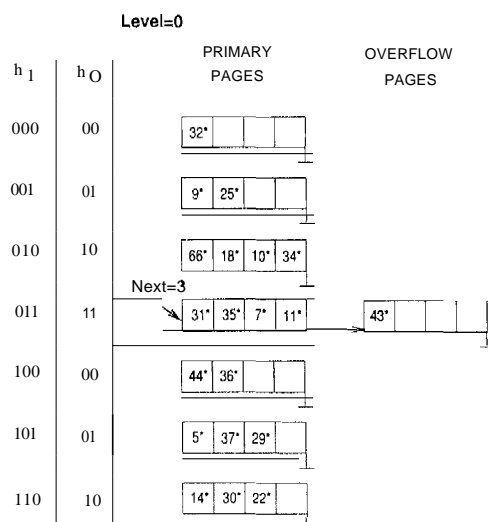 Level=0
PRIMARY PAGES
OVERFLOW PAGES
h 1 h O
000 00 32*
001 01 9* 25*
010 10 66* 18* 10* 34*
Next=3
011 11 31* 35* 7* 11* 43*
100 00 44* 36*
101 01 5* 37* 29*
110 10 14* 30* 22*